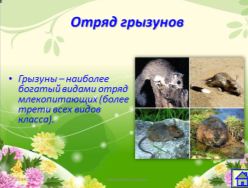 Отряд грызунов
• Грызуны – наиболее
богатый видами отряд
млекопитающих (более
трети всех видов
класса).